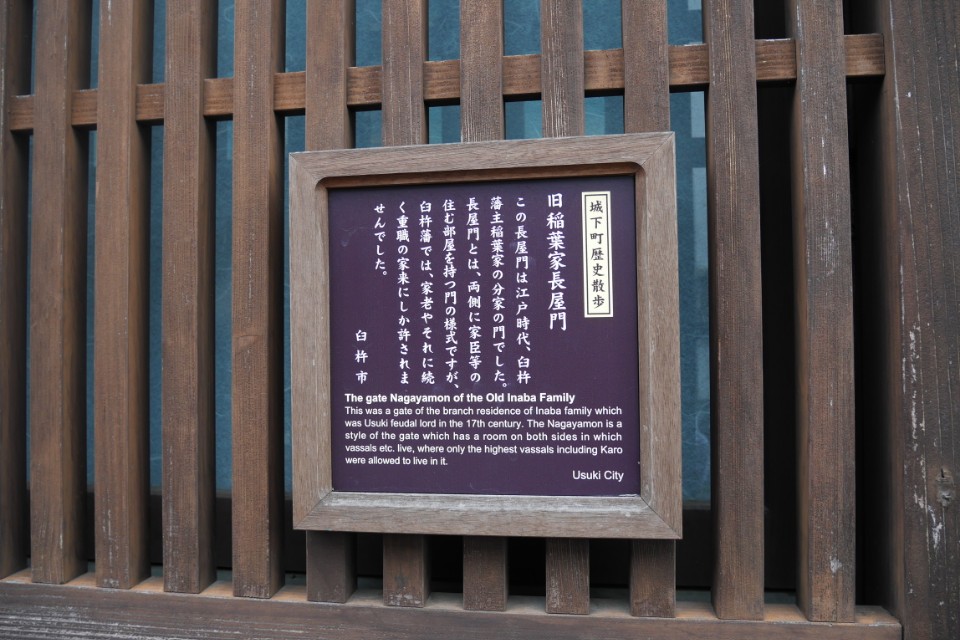 城下町歴史散歩
旧稲葉家長屋門
この長屋門は江戸時代、臼杵
藩主稲葉家の分家の門でした。
長屋門とは、両側に家臣等の
住む部屋を持つ門の様式ですが、
臼杵藩では、家老やそれに続
く重職の家来にしか許されま
せんでした。
臼杵市
The gate Nagayamon of the Old Inaba Family
This was a gate of the branch residence of Inaba family which
was Usuki feudal lord in the 17th century. The Nagayamon is a
style of the gate which has a room on both sides in which
vassals etc. live, where only the highest vassals including Karo
were allowed to live in it.
Usuki City